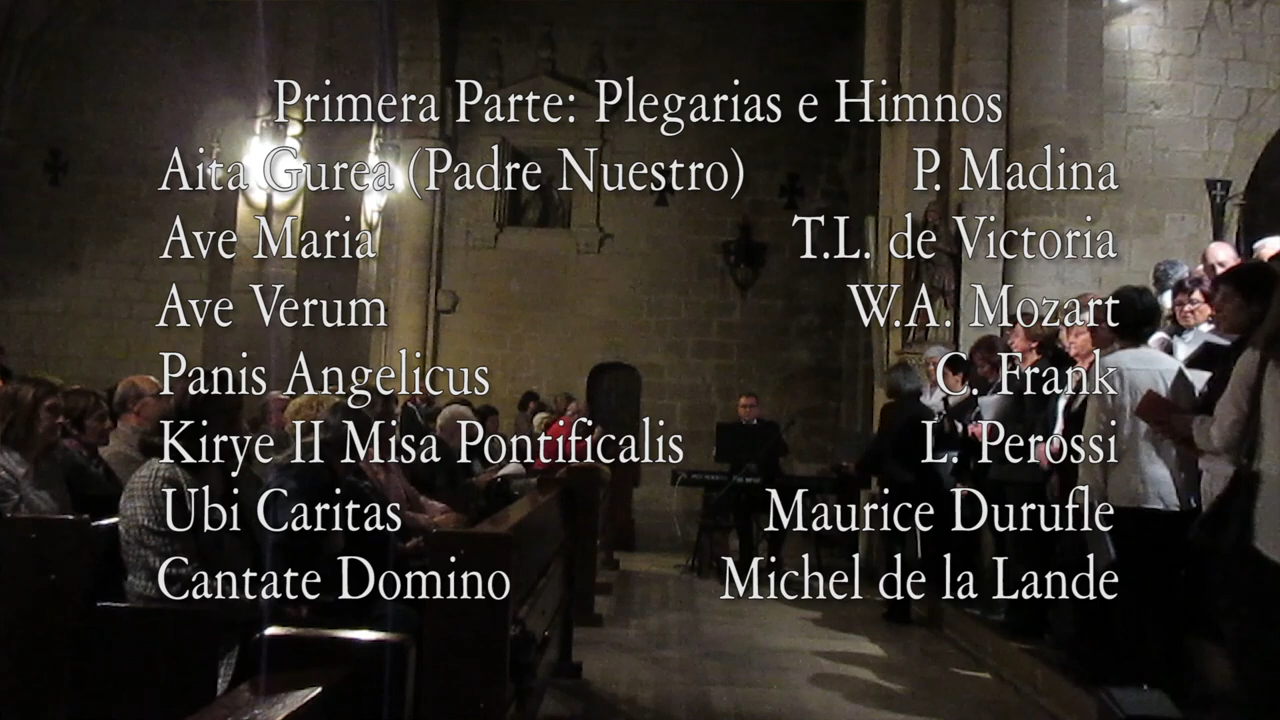 Primera Parte: Plegarias e Himnos
Aita Gurea (Padre Nuestro) P. Madina
Ave Maria T.L. de Victoria
Ave Verum W.A. Mozart
Panis Angelicus C. Frank
Kirye II Misa Pontificalis L. Perossi
Ubi Caritas Maurice Durufle
Cantate Domino Michel de la Lande